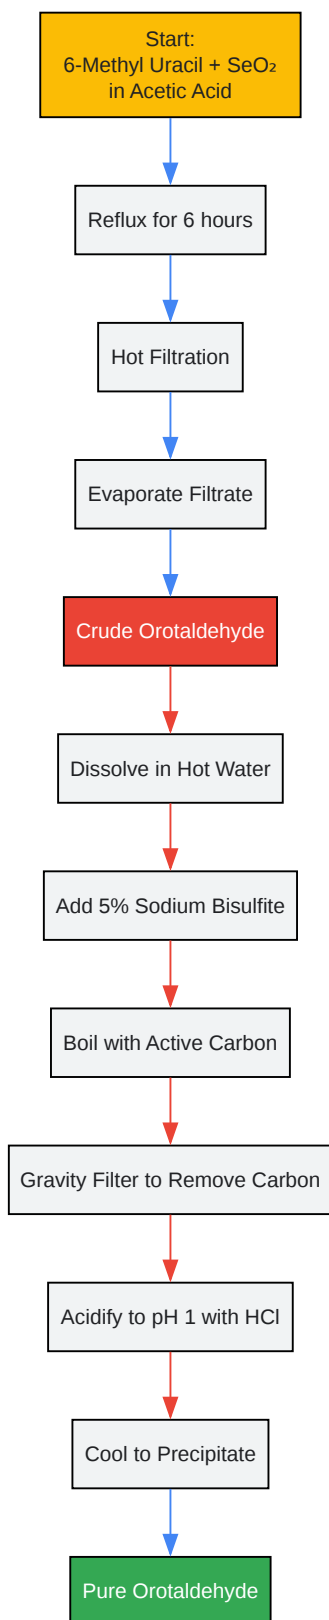 Start:
6-Methyl Uracil + SeO₂
in Acetic Acid
Reflux for 6 hours
Hot Filtration
Evaporate Filtrate
Crude Orotaldehyde
Dissolve in Hot Water
Add 5% Sodium Bisulfite
Boil with Active Carbon
Gravity Filter to Remove Carbon
Acidify to pH 1 with HCl
Cool to Precipitate
Pure Orotaldehyde